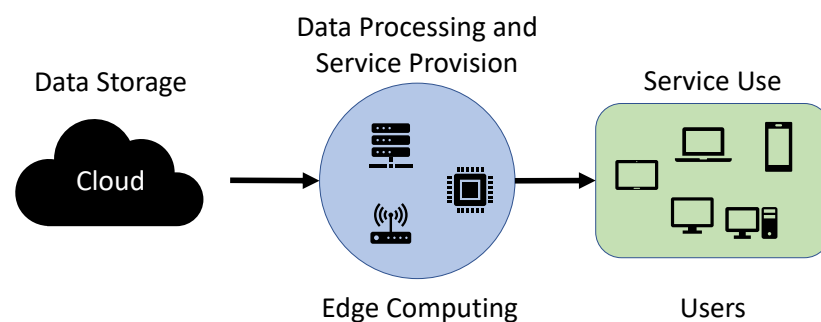 Data Processing and
Service Provision
Data Storage
Service Use
Cloud
Edge Computing
Users